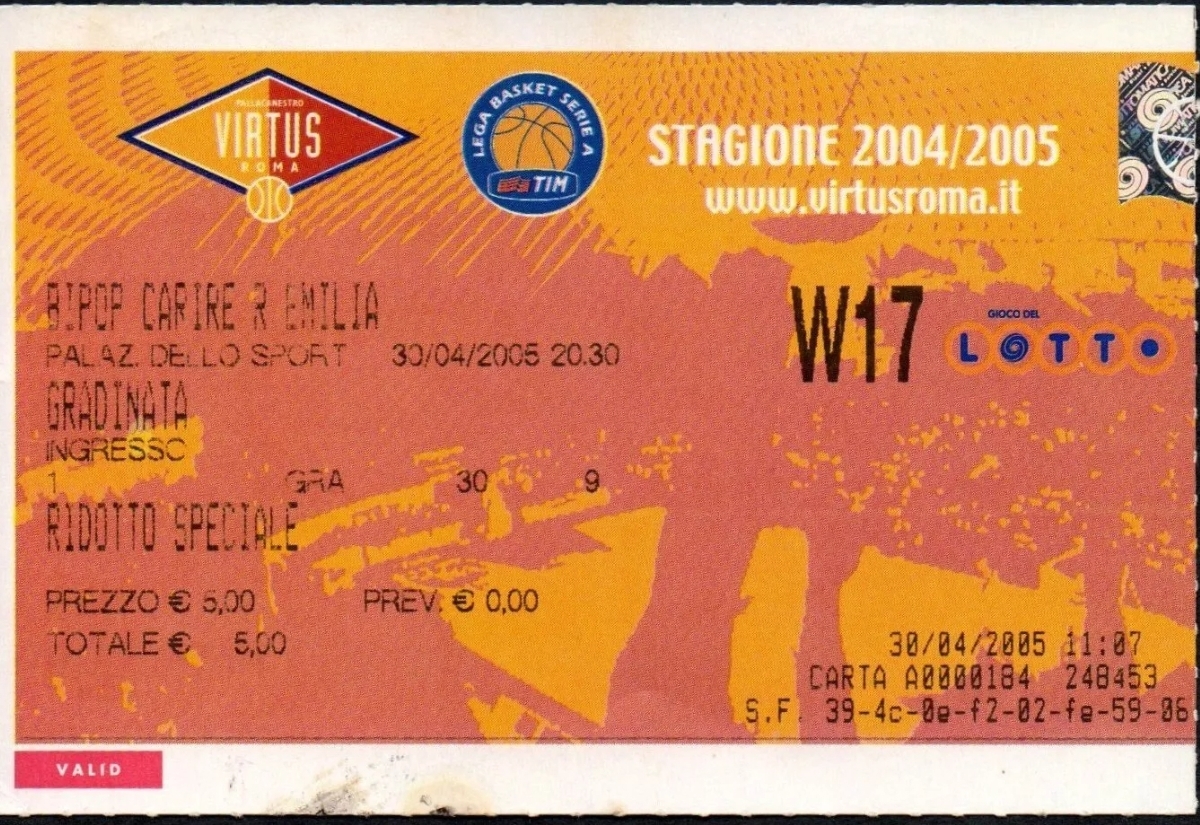 PALLACANESTRO
VIRTUS
ROMA
LEGA BASKET SERIE A
TIM
STAGIONE 2004/2005
www.virtusroma.it
BIPOP CARIRE R EMILIA
PALAZ. DELLO SPORT 30/04/2005 20.30
W17
GIOCO DEL
LOTTO
GRADINATA
INGRESSO
1 GRA 30 9
RIDOTTO SPECIALE
PREZZO € 5,00 PREV. € 0,00
TOTALE € 5,00
30/04/2005 11:07
CARTA A0000184 248453
S.F. 39-4c-0e-f2-02-fe-59-06
VALID